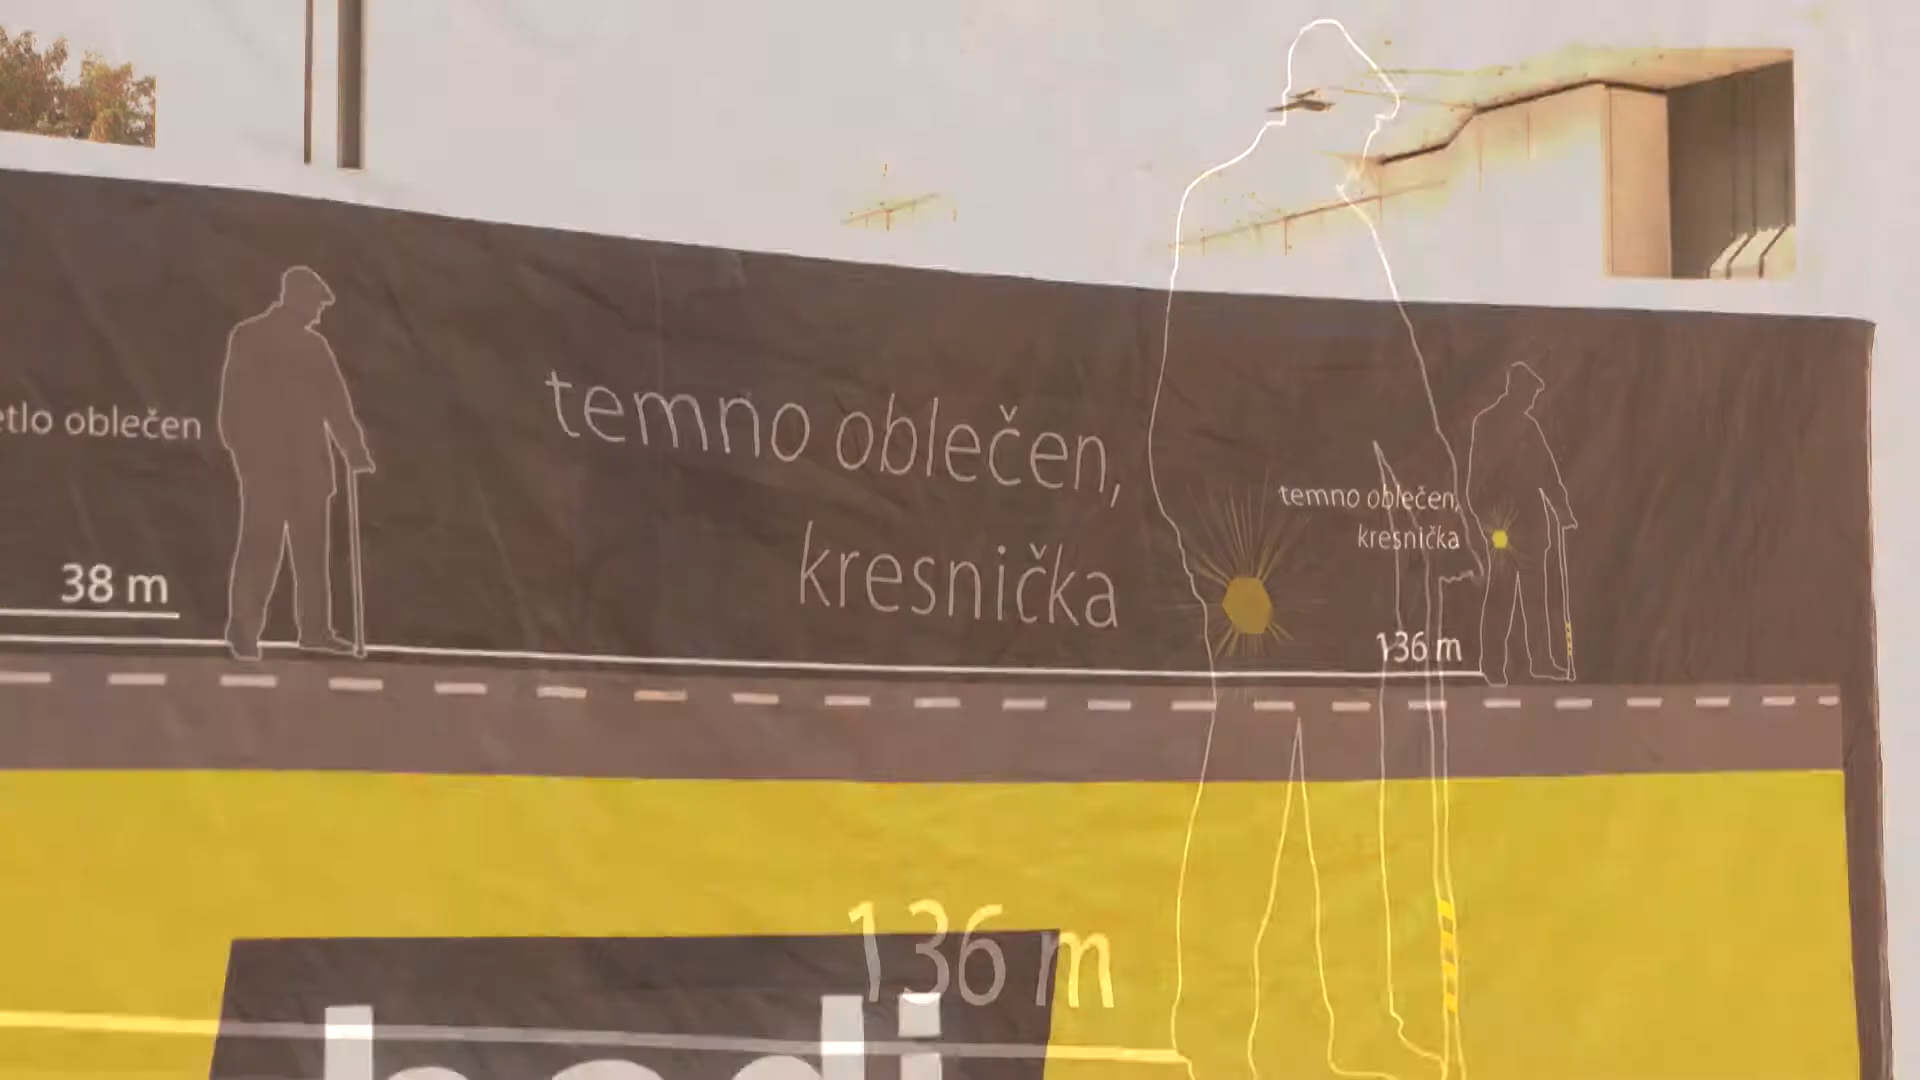 etlo oblečen
38 m
temno oblečen,
kresnička
temno oblečen,
kresnička
136 m
136 m